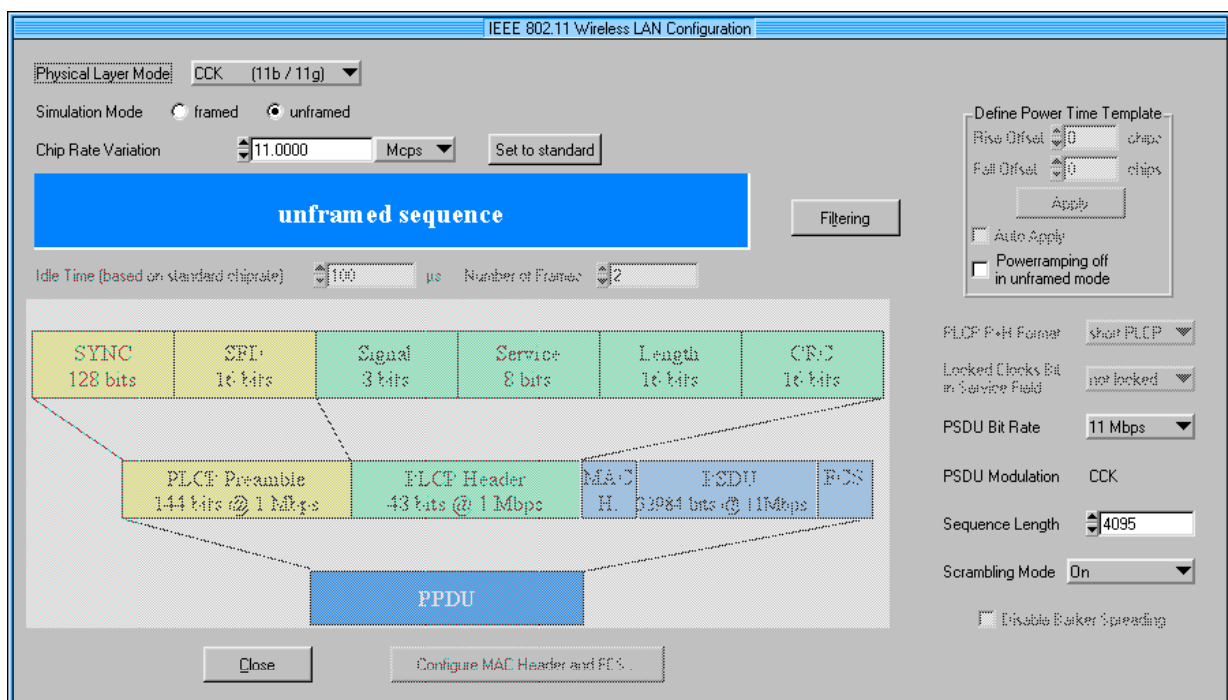 IEEE 802.11 Wireless LAN Configuration
Physical Layer Mode CCK (11b / 11g)
Simulation Mode framed unframed
Chip Rate Variation 11.0000 Mcps Set to standard
unframed sequence
Filtering
Define Power Time Template
Rise Offset 0 chips
Fall Offset 0 chips
Apply
Auto Apply
Powerramping off
in unframed mode
Idle Time (based on standard chiprate) 100 µs Number of Frames 2
SYNC SFD Signal Service Length CRC
128 bits 16 bits 8 bits 8 bits 16 bits 16 bits
PLCP Preamble PLCP Header MAC PSDU FCS
144 bits @ 1 Mbps 48 bits @ 1 Mbps H. 33984 bits @ 11Mbps
PPDU
PLCP P+H Format short PLCP
Locked Clocks Bit
in Service Field not locked
PSDU Bit Rate 11 Mbps
PSDU Modulation CCK
Sequence Length 4095
Scrambling Mode On
Disable Barker Spreading
Close Configure MAC Header and FCS...